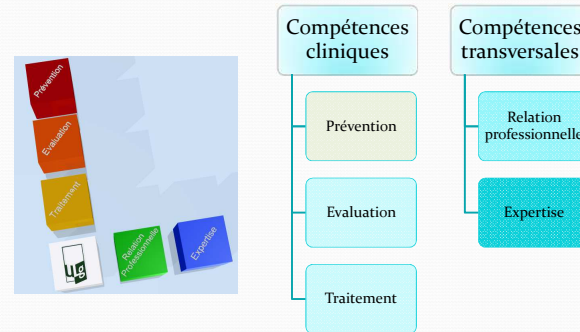 Prévention
Evaluation
Traitement
Ulg
Relation
Professionnelle
Expertise
Compétences
cliniques
Prévention
Evaluation
Traitement
Compétences
transversales
Relation
professionnelle
Expertise